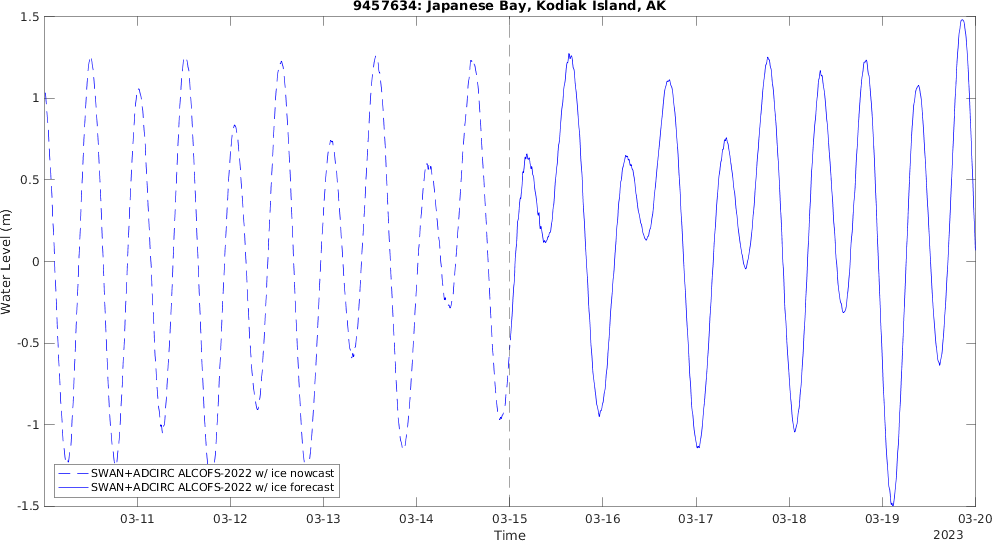 9457634: Japanese Bay, Kodiak Island, AK
Water Level (m)
1.5
1
0.5
0
-0.5
-1
-1.5
SWAN+ADCIRC ALCOFS-2022 w/ ice nowcast
SWAN+ADCIRC ALCOFS-2022 w/ ice forecast
03-11 03-12 03-13 03-14 03-15 03-16 03-17 03-18 03-19 03-20
Time
2023